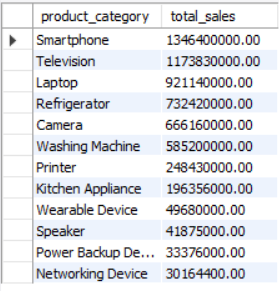 product_category total_sales
Smartphone 1346400000.00
Television 1173830000.00
Laptop 921140000.00
Refrigerator 732420000.00
Camera 666160000.00
Washing Machine 585200000.00
Printer 248430000.00
Kitchen Appliance 196356000.00
Wearable Device 49680000.00
Speaker 41875000.00
Power Backup De... 33376000.00
Networking Device 30164400.00